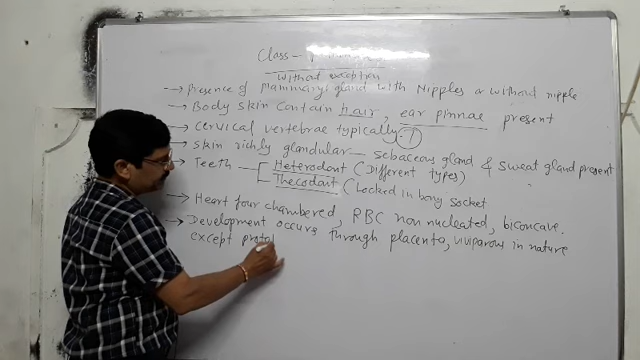 Class -
without exception
→ Presence of mammary gland with Nipples or without nipple
→ Body skin contain hair, ear pinnae present
→ Cervical vertebrae typically 7
→ Skin richly glandular - sebaceous gland & sweat gland present
→ Teeth - Heterodont (Different types)
Thecodont (Locked in bony socket
→ Heart four chambered, RBC non nucleated, biconcave.
→ Development occurs through placenta, viviparous in nature
except